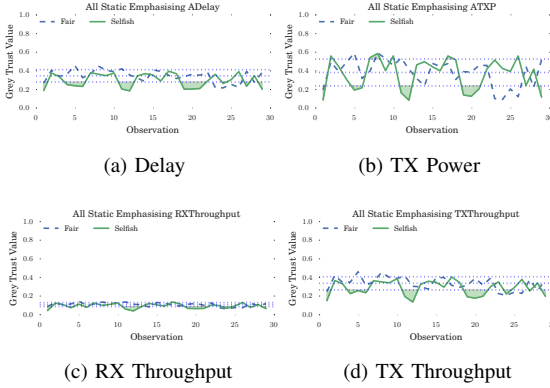 All Static Emphasising ADelay
Fair Selfish
Grey Trust Value
1.0
0.8
0.6
0.4
0.2
0.0
0 5 10 15 20 25 30
Observation
(a) Delay
All Static Emphasising ATXP
Fair Selfish
Grey Trust Value
1.0
0.8
0.6
0.4
0.2
0.0
0 5 10 15 20 25 30
Observation
(b) TX Power
All Static Emphasising RXThroughput
Fair Selfish
Grey Trust Value
1.0
0.8
0.6
0.4
0.2
0.0
0 5 10 15 20 25 30
Observation
(c) RX Throughput
All Static Emphasising TXThroughput
Fair Selfish
Grey Trust Value
1.0
0.8
0.6
0.4
0.2
0.0
0 5 10 15 20 25 30
Observation
(d) TX Throughput